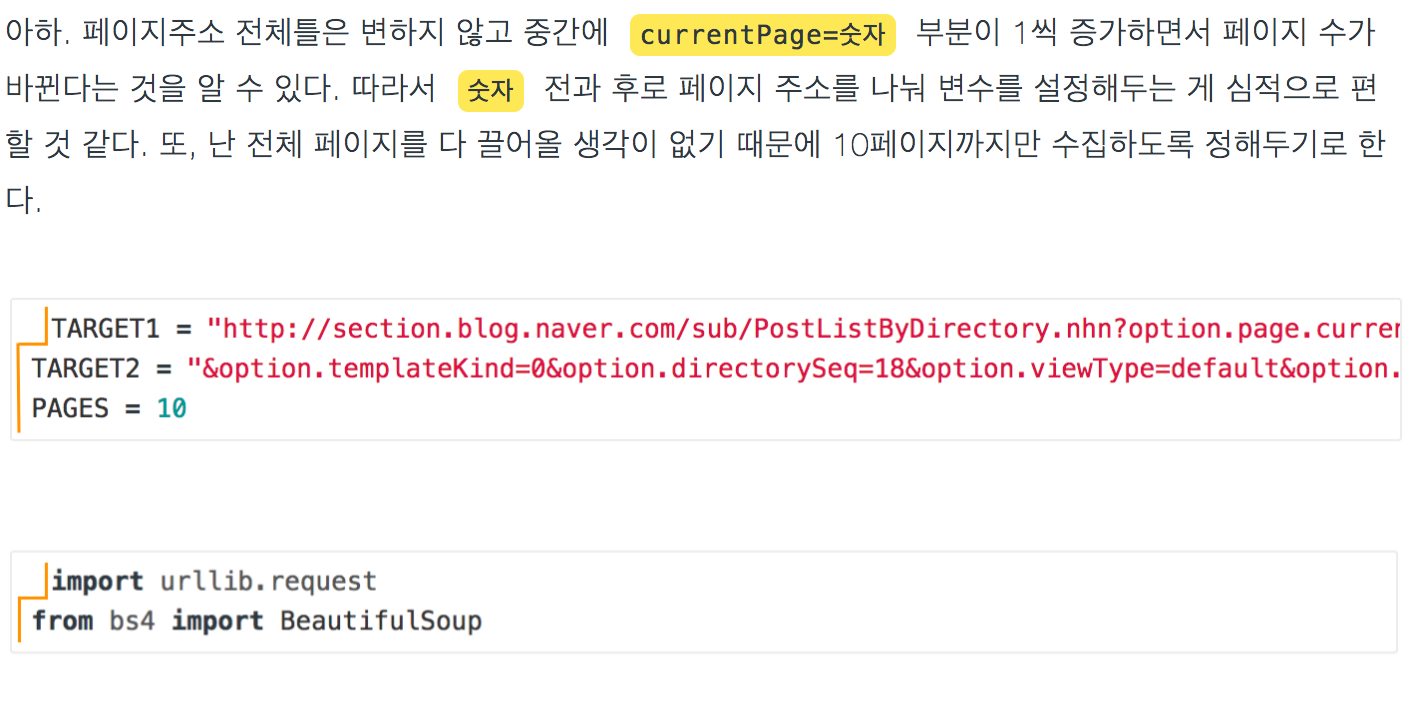 아하. 페이지주소 전체틀은 변하지 않고 중간에 currentPage=숫자 부분이 1씩 증가하면서 페이지 수가
바뀐다는 것을 알 수 있다. 따라서 숫자 전과 후로 페이지 주소를 나눠 변수를 설정해두는 게 심적으로 편
할 것 같다. 또, 난 전체 페이지를 다 끌어올 생각이 없기 때문에 10페이지까지만 수집하도록 정해두기로 한
다.
TARGET1 = "http://section.blog.naver.com/sub/PostListByDirectory.nhn?option.page.curren
TARGET2 = "&option.templateKind=0&option.directorySeq=18&option.viewType=default&option.
PAGES = 10
import urllib.request
from bs4 import BeautifulSoup